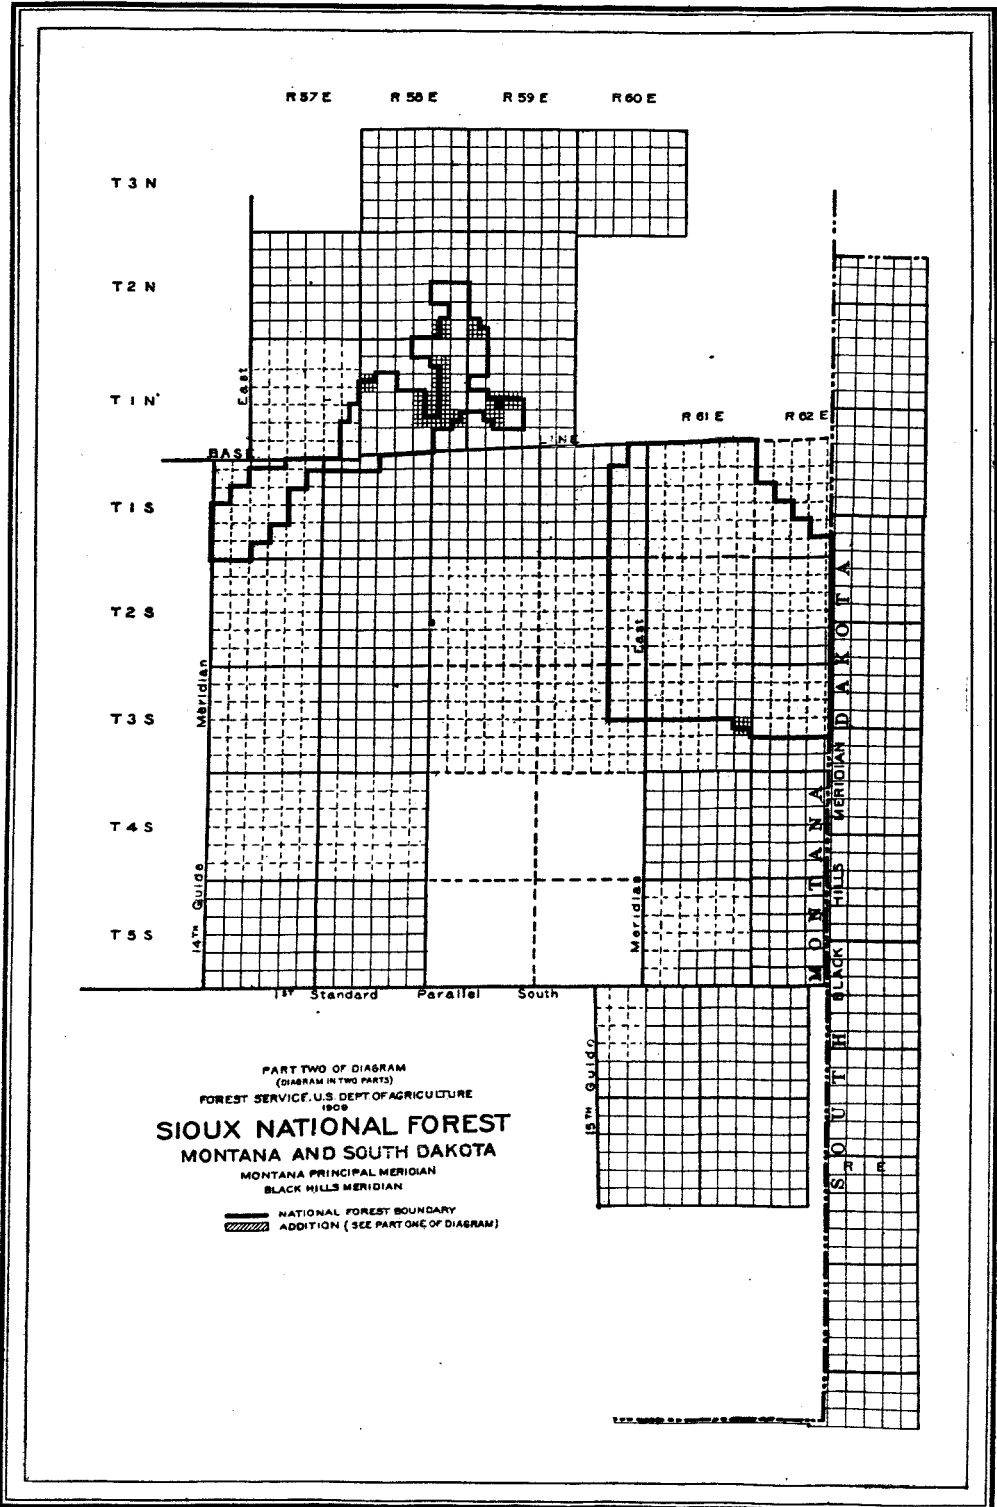 R 57 E R 58 E R 59 E R 60 E
T 3 N
T 2 N
East
T 1 N
R 61 E R 62 E
BASE LINE
T 1 S
T 2 S
East
Meridian
T 3 S
T 4 S
14TH Guide
Meridian
T 5 S
1ST Standard Parallel South
15TH Guide
MONTANA
SOUTH DAKOTA
BLACK HILLS MERIDIAN
R E
PART TWO OF DIAGRAM
(DIAGRAM IN TWO PARTS)
FOREST SERVICE. U.S. DEPT OF AGRICULTURE
1909
SIOUX NATIONAL FOREST
MONTANA AND SOUTH DAKOTA
MONTANA PRINCIPAL MERIDIAN
BLACK HILLS MERIDIAN
NATIONAL FOREST BOUNDARY
ADDITION (SEE PART ONE OF DIAGRAM)